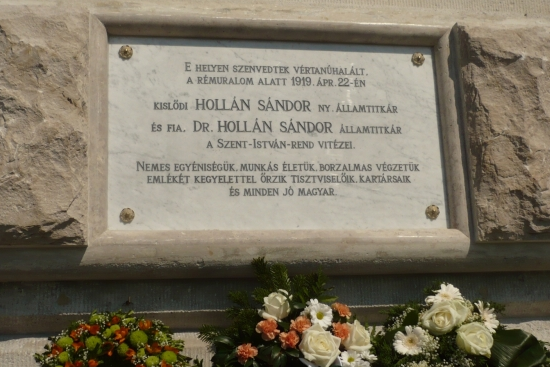 E HELYEN SZENVEDTEK VÉRTANÚHALÁLT,
A RÉMURALOM ALATT 1919. ÁPR. 22-ÉN
KISLŐDI HOLLÁN SÁNDOR NY. ÁLLAMTITKÁR
ÉS FIA, DR. HOLLÁN SÁNDOR ÁLLAMTITKÁR
A SZENT-ISTVÁN-REND VITÉZEI.
NEMES EGYÉNISÉGÜK, MUNKÁS ÉLETÜK, BORZALMAS VÉGZETÜK
EMLÉKÉT KEGYELETTEL ŐRZIK TISZTVISELŐIK, KARTÁRSAIK
ÉS MINDEN JÓ MAGYAR.